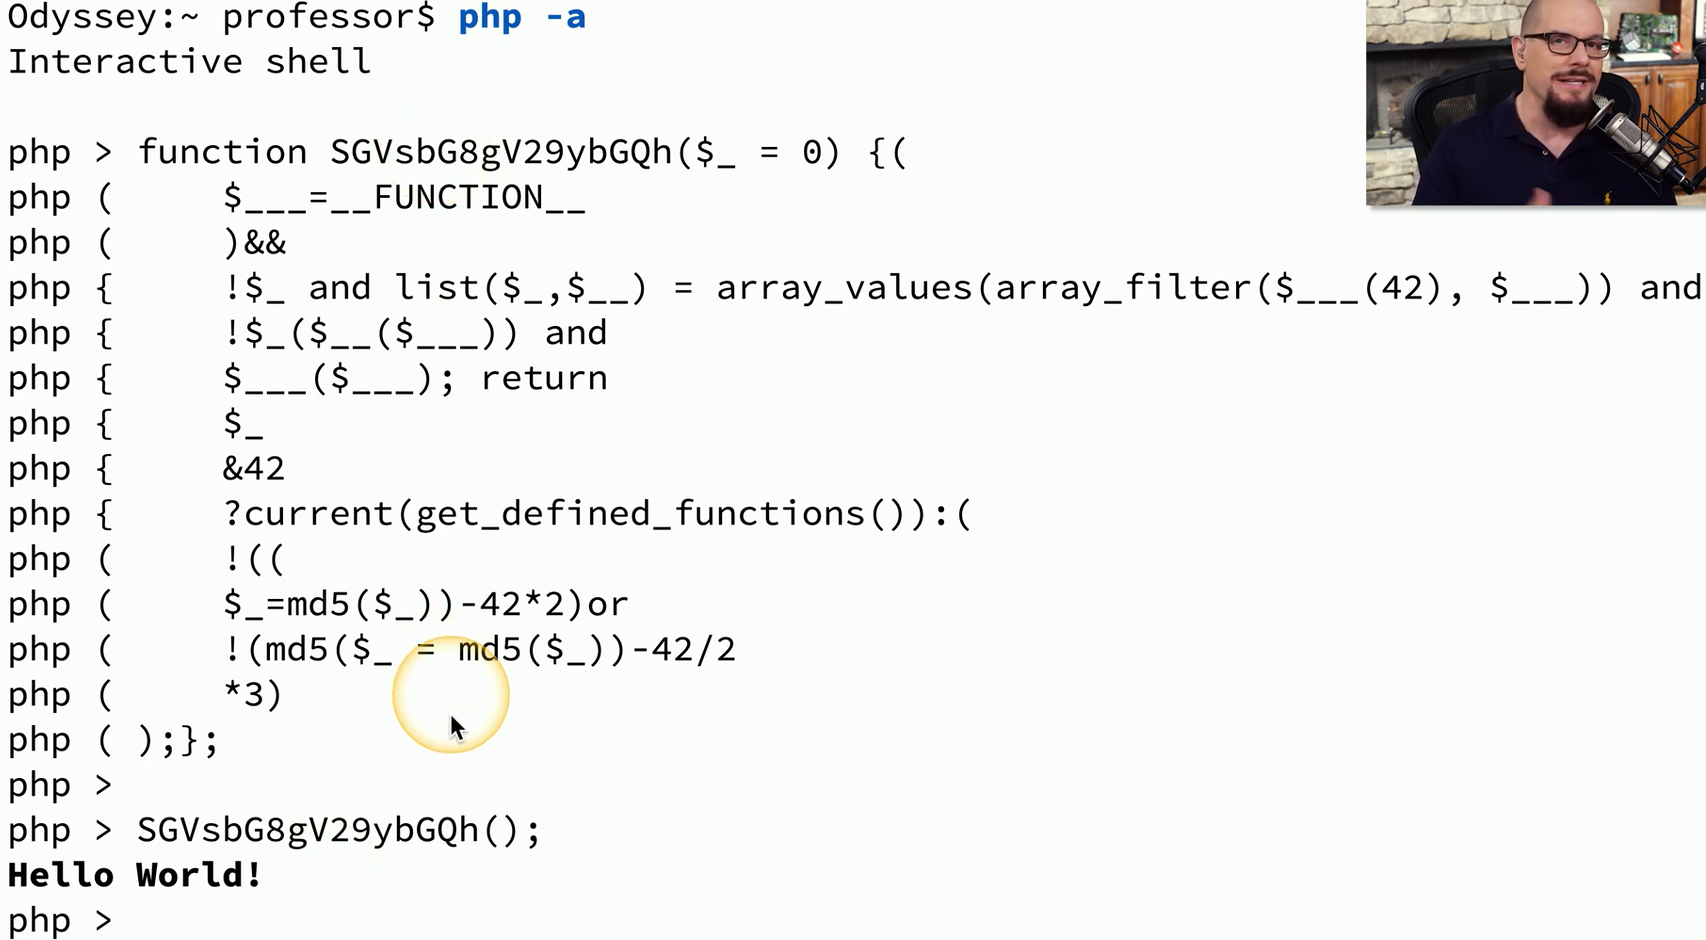 Odyssey:~ professor$ php -a
Interactive shell
php > function SGVsbG8gV29ybGQh($_ = 0) {(
php (     $___=__FUNCTION__
php (     )&&
php {     !$_ and list($_,$__) = array_values(array_filter($___(42), $___)) and
php {     !$_($__($___)) and
php {     $___($___); return
php {     $_
php {     &42
php {     ?current(get_defined_functions()):(
php (     !((
php (     $_=md5($_))-42*2)or
php (     !(md5($_ = md5($_))-42/2
php (     *3)
php ( );};
php >
php > SGVsbG8gV29ybGQh();
Hello World!
php >